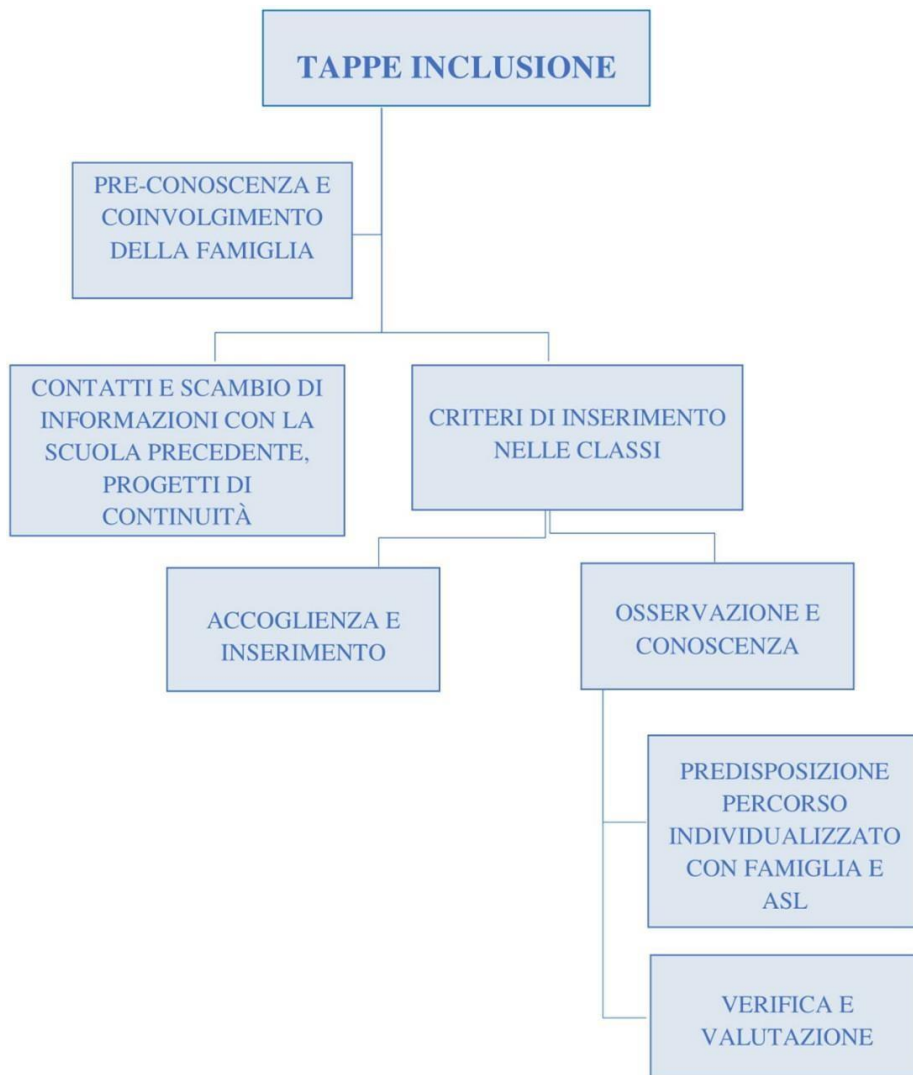 TAPPE INCLUSIONE
PRE-CONOSCENZA E
COINVOLGIMENTO
DELLA FAMIGLIA
CONTATTI E SCAMBIO DI
INFORMAZIONI CON LA
SCUOLA PRECEDENTE,
PROGETTI DI
CONTINUITÀ
CRITERI DI INSERIMENTO
NELLE CLASSI
ACCOGLIENZA E
INSERIMENTO
OSSERVAZIONE E
CONOSCENZA
PREDISPOSIZIONE
PERCORSO
INDIVIDUALIZZATO
CON FAMIGLIA E
ASL
VERIFICA E
VALUTAZIONE